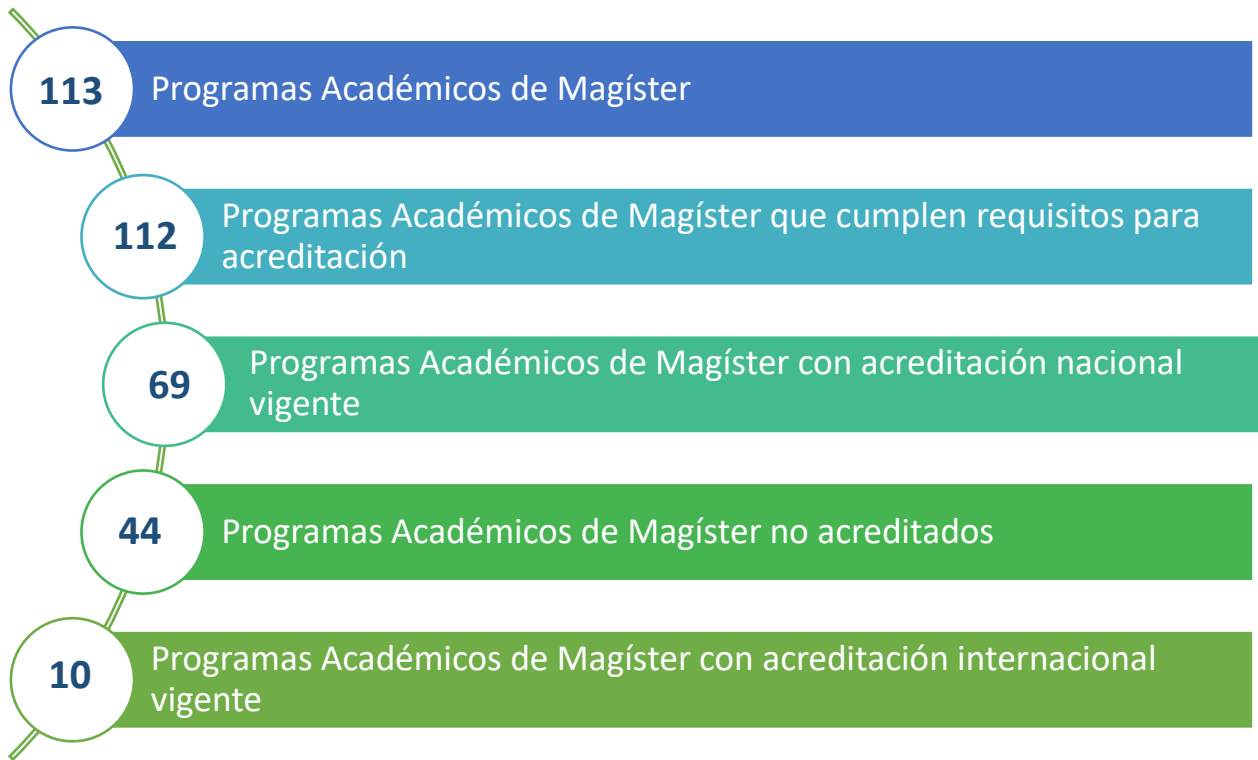 113
Programas Académicos de Magíster
112
Programas Académicos de Magíster que cumplen requisitos para
acreditación
69
Programas Académicos de Magíster con acreditación nacional
vigente
44
Programas Académicos de Magíster no acreditados
10
Programas Académicos de Magíster con acreditación internacional
vigente